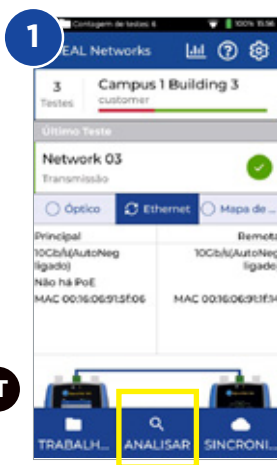 1
Contagem de testes: 6
100% 15:56
EAL Networks
3
Testes
Campus 1 Building 3
customer
Último Teste
Network 03
Transmissão
Óptico
Ethernet
Mapa de ...
Principal
Remota
10Gb/s(AutoNeg
ligado)
10Gb/s(AutoNeg
ligado
Não há PoE
MAC 00:16:06:91:5f:06
MAC 00:16:06:91:1f:14
T
TRABALH...
ANALISAR
SINCRONI...